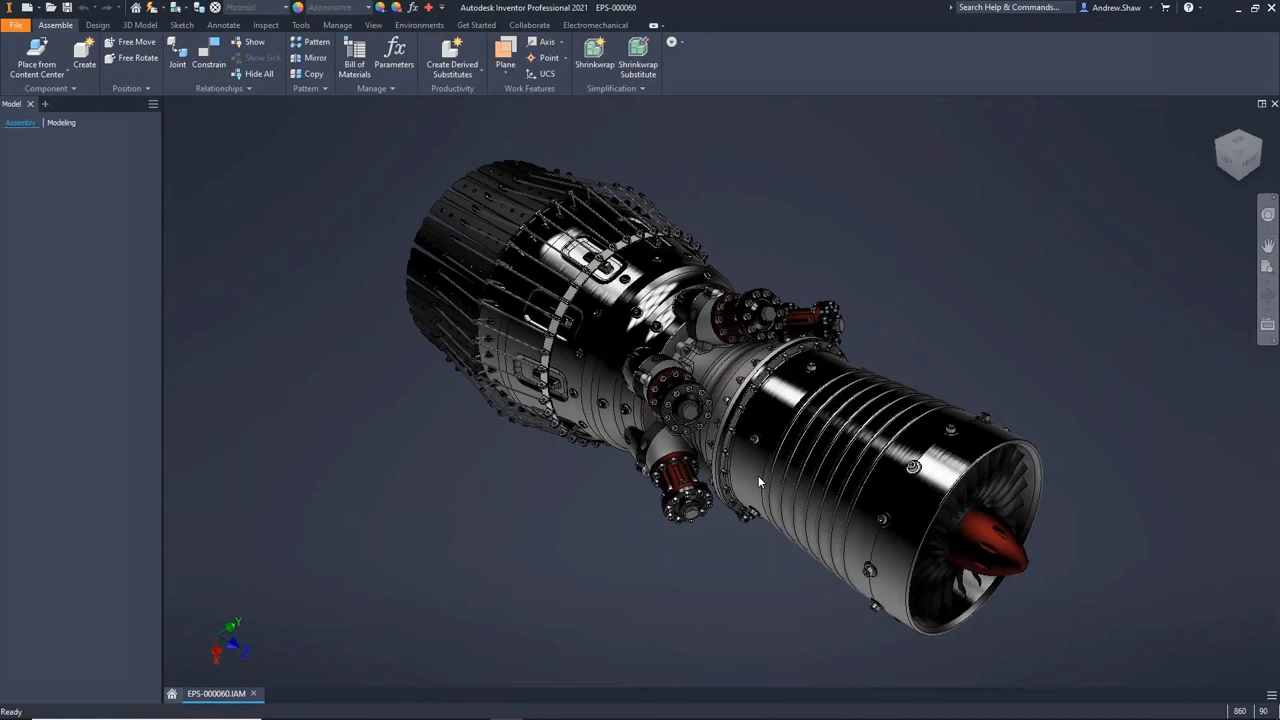 Material
Appearance
Autodesk Inventor Professional 2021 EPS-000060
Search Help & Commands...
Andrew.Shaw
File Assemble Design 3D Model Sketch Annotate Inspect Tools Manage View Environments Get Started Collaborate Electromechanical
Place from
Content Center
Create
Free Move
Free Rotate
Joint
Constrain
Show
Show Sick
Hide All
Pattern
Mirror
Copy
Bill of
Materials
fx
Parameters
Create Derived
Substitutes
Plane
Axis
Point
UCS
Shrinkwrap
Shrinkwrap
Substitute
Component
Position
Relationships
Pattern
Manage
Productivity
Work Features
Simplification
Model
Assembly | Modeling
Y
X
Z
EPS-000060.IAM
Ready
860 90